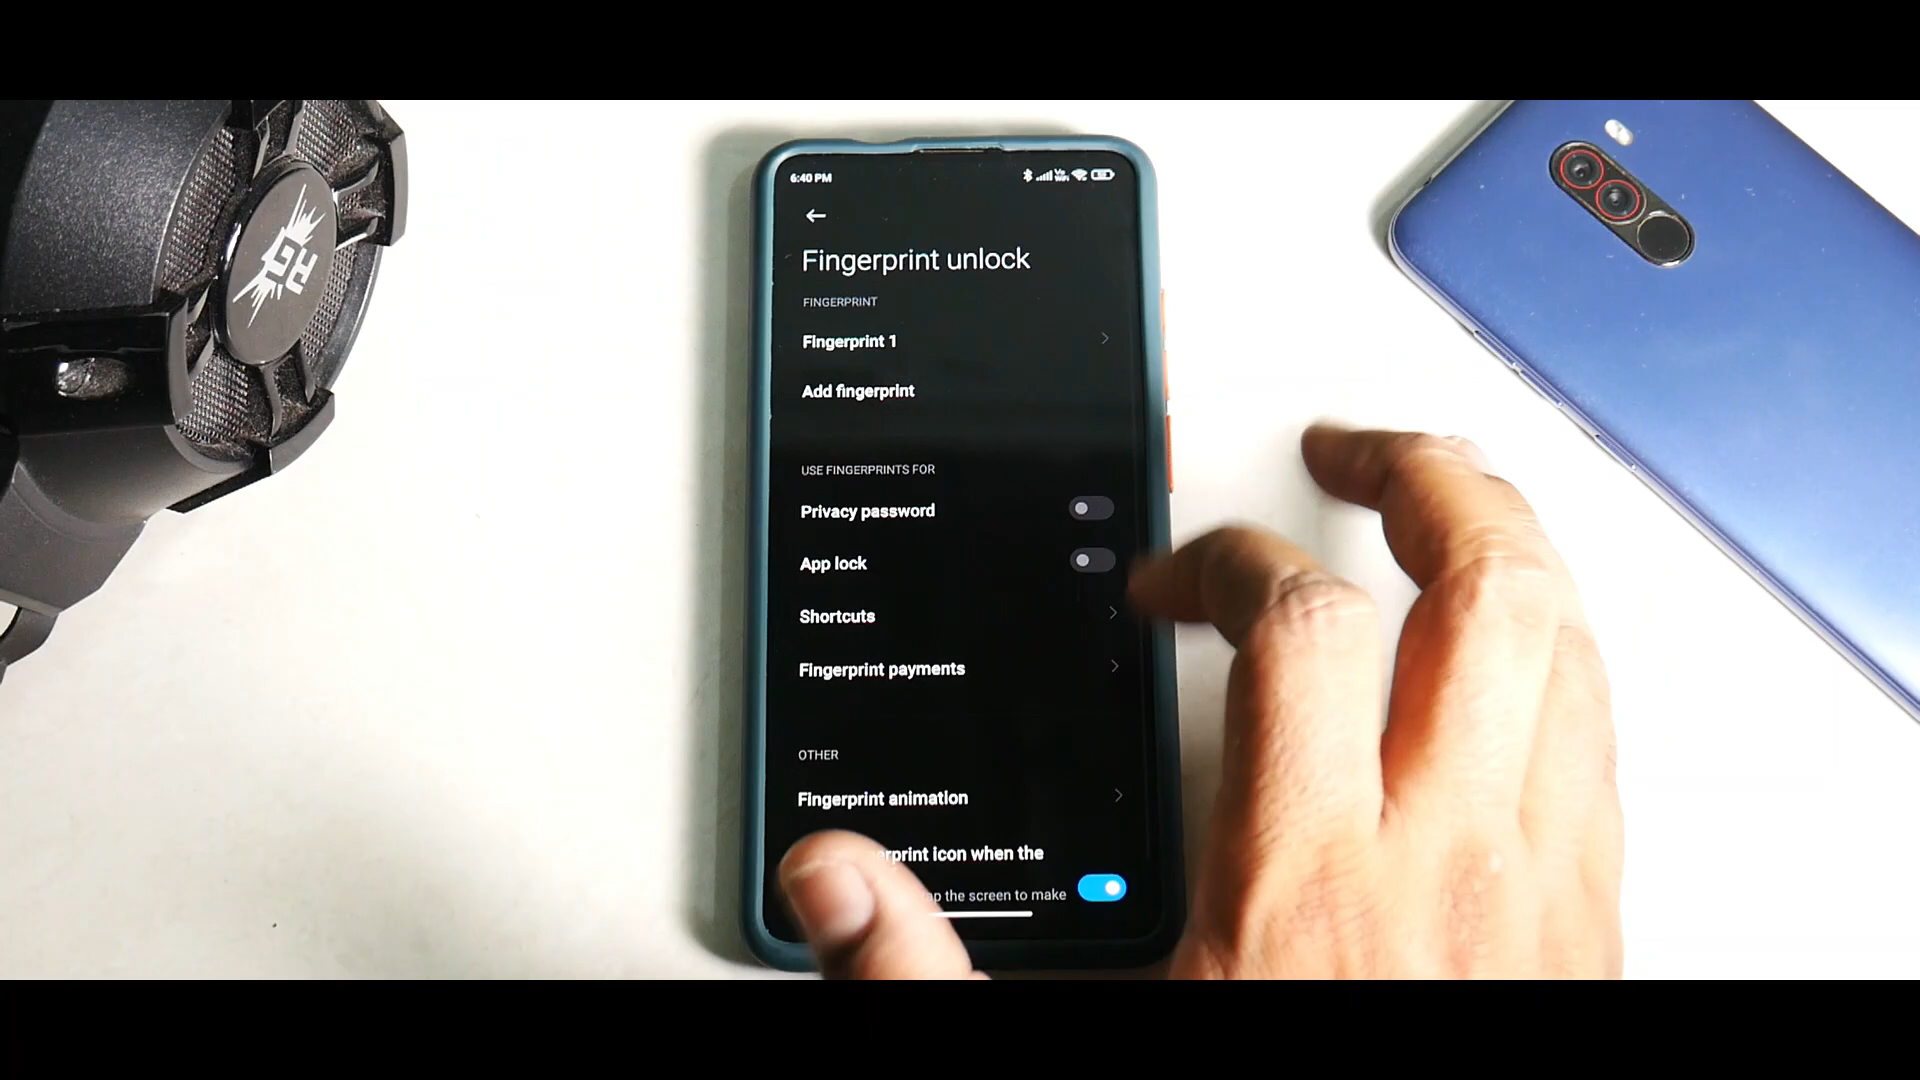 6:40 PM
Fingerprint unlock
FINGERPRINT
Fingerprint 1
Add fingerprint
USE FINGERPRINTS FOR
Privacy password
App lock
Shortcuts
Fingerprint payments
OTHER
Fingerprint animation
icon when the
the screen to make